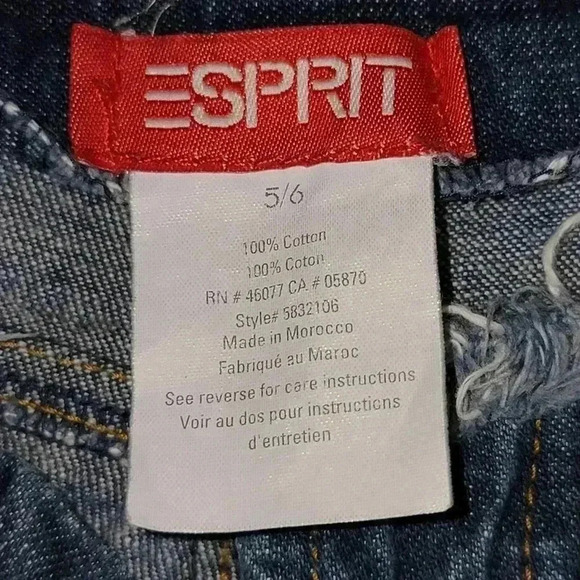 ESPRIT
5/6
100% Cotton
100% Coton
RN # 46077 CA # 05870
Style# 5832106
Made in Morocco
Fabriqué au Maroc
See reverse for care instructions
Voir au dos pour instructions
d'entretien